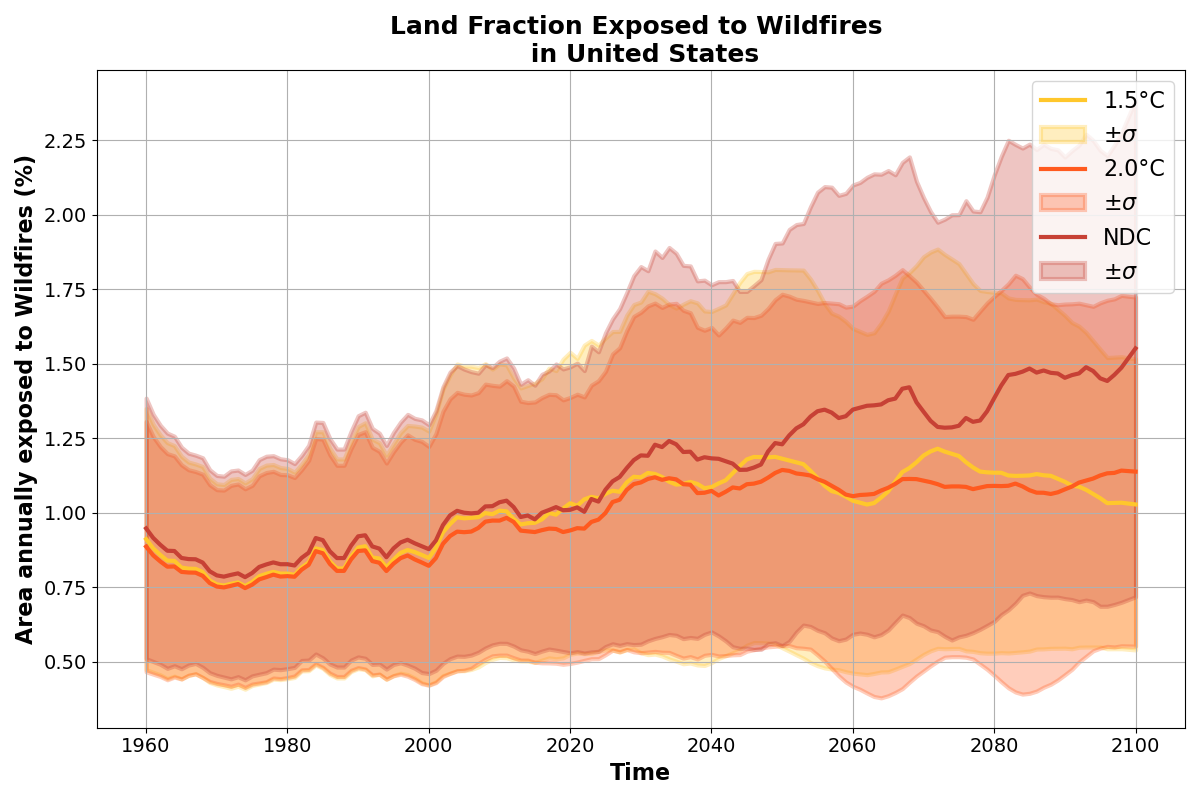 Land Fraction Exposed to Wildfires
in United States
Area annually exposed to Wildfires (%)
2.25
2.00
1.75
1.50
1.25
1.00
0.75
0.50
1.5°C
±σ
2.0°C
±σ
NDC
±σ
1960
1980
2000
2020
2040
2060
2080
2100
Time